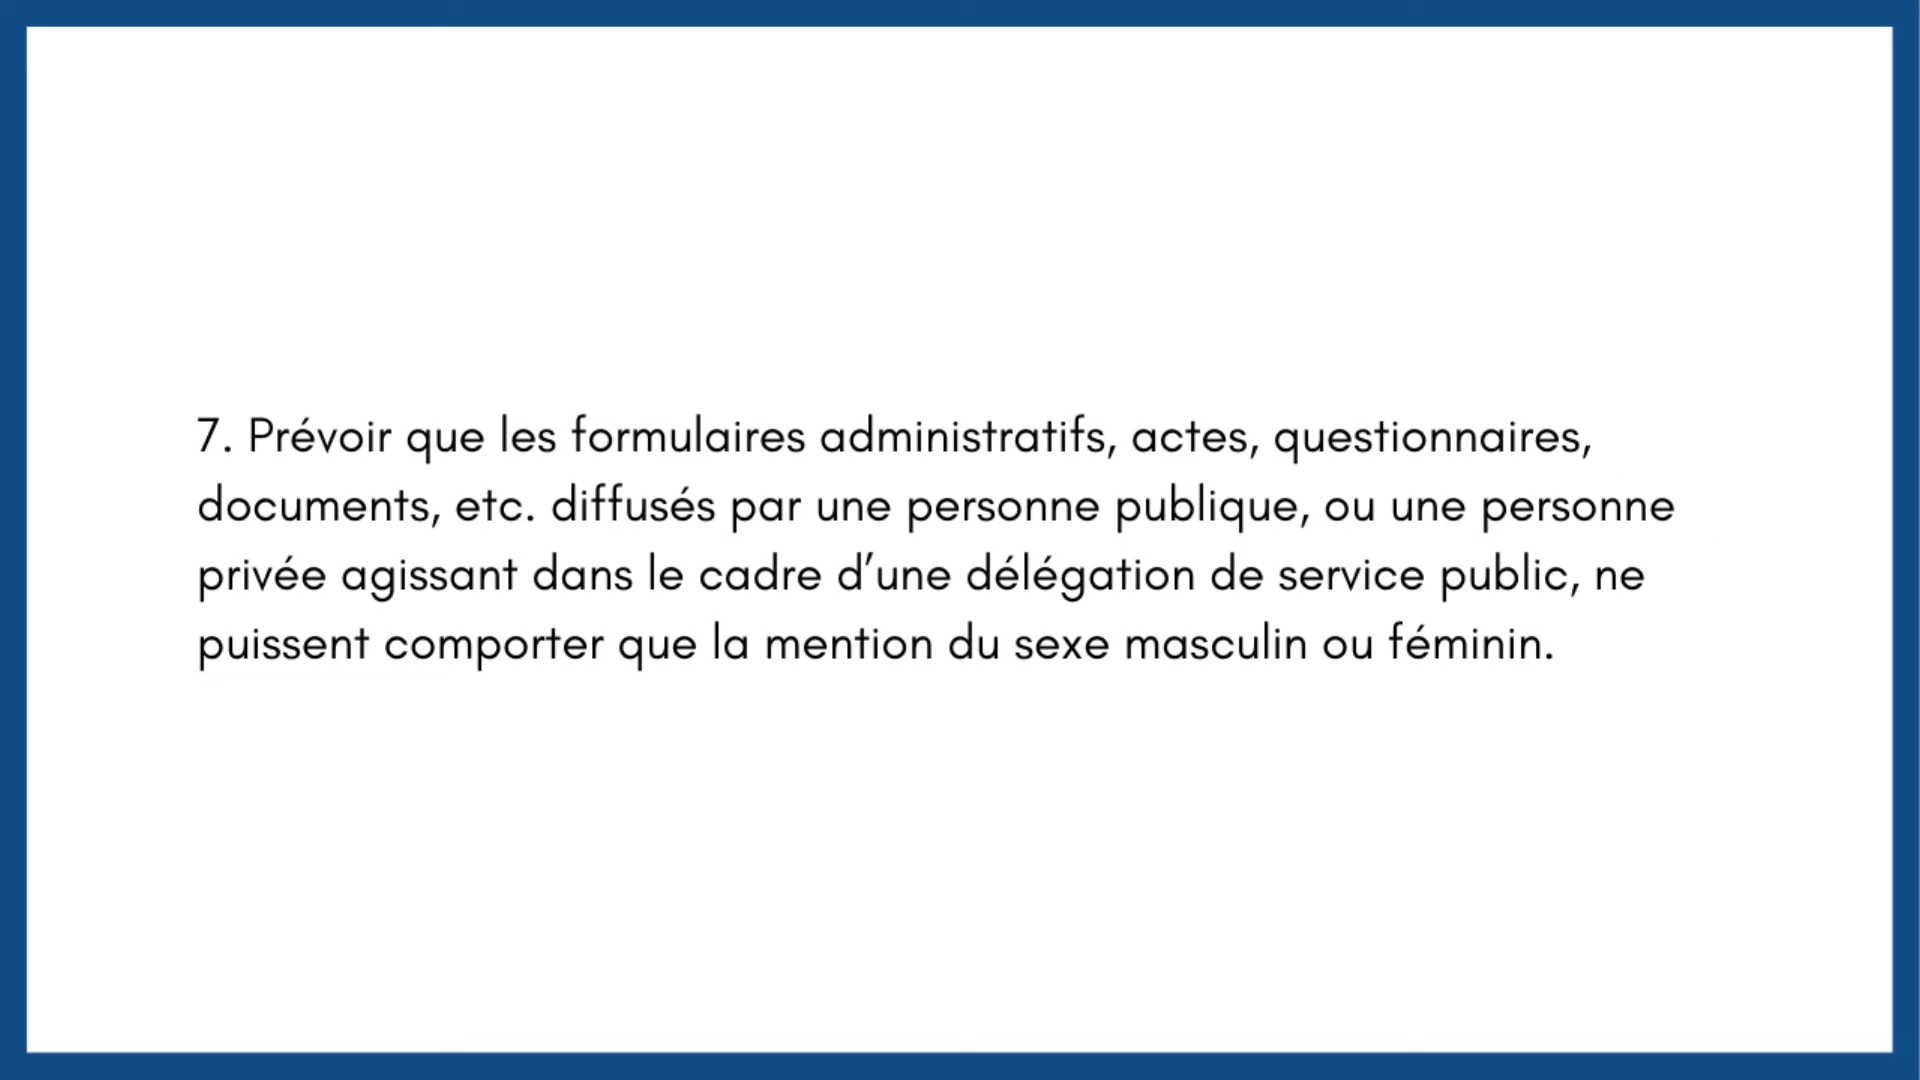 7. Prévoir que les formulaires administratifs, actes, questionnaires,
documents, etc. diffusés par une personne publique, ou une personne
privée agissant dans le cadre d’une délégation de service public, ne
puissent comporter que la mention du sexe masculin ou féminin.